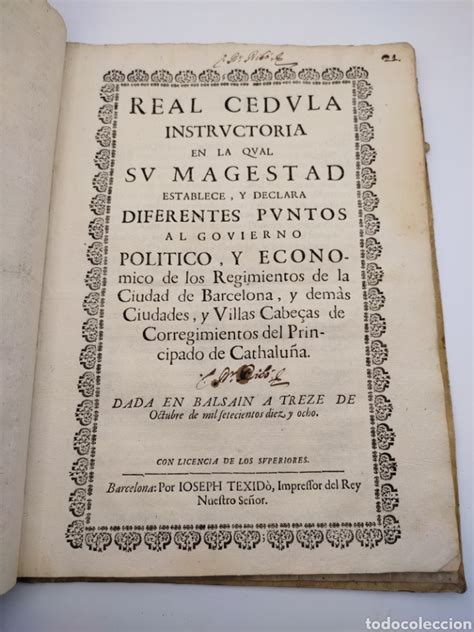 21.
REAL CEDVLA
INSTRVCTORIA
EN LA QVAL
SV MAGESTAD
ESTABLECE, Y DECLARA
DIFERENTES PVNTOS
AL GOVIERNO
POLITICO, Y ECONO-
mico de los Regimientos de la
Ciudad de Barcelona, y demàs
Ciudades, y Villas Cabeças de
Corregimientos del Prin-
cipado de Cathaluña.
DADA EN BALSAIN A TREZE DE
Octubre de mil setecientos diez, y ocho.
CON LICENCIA DE LOS SVPERIORES.
Barcelona: Por IOSEPH TEXIDÒ, Impressor del Rey
Nuestro Señor.
todocoleccion